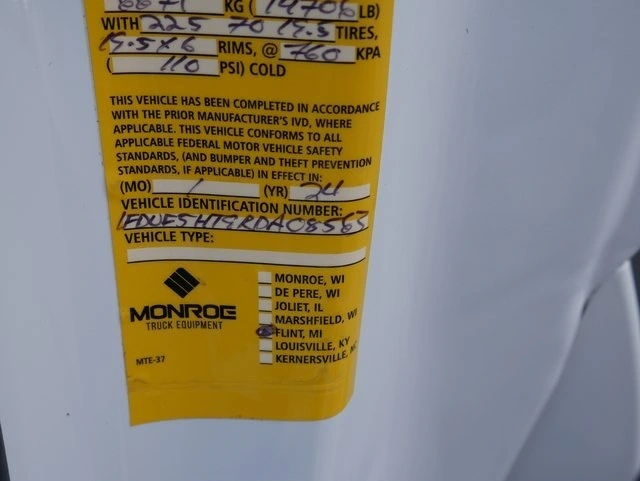 6671 KG ( 14706 LB)
WITH 225 70 19.5 TIRES,
19.5x6 RIMS, @ 760 KPA
( 110 PSI) COLD
THIS VEHICLE HAS BEEN COMPLETED IN ACCORDANCE
WITH THE PRIOR MANUFACTURER'S IVD, WHERE
APPLICABLE. THIS VEHICLE CONFORMS TO ALL
APPLICABLE FEDERAL MOTOR VEHICLE SAFETY
STANDARDS, (AND BUMPER AND THEFT PREVENTION
STANDARDS, IF APPLICABLE) IN EFFECT IN:
(MO) 1 (YR) 24
VEHICLE IDENTIFICATION NUMBER:
1FDUF5HT9RDA08563
VEHICLE TYPE:
MONROE
TRUCK EQUIPMENT
MTE-37
MONROE, WI
DE PERE, WI
JOLIET, IL
MARSHFIELD, WI
FLINT, MI
LOUISVILLE, KY
KERNERSVILLE, NC